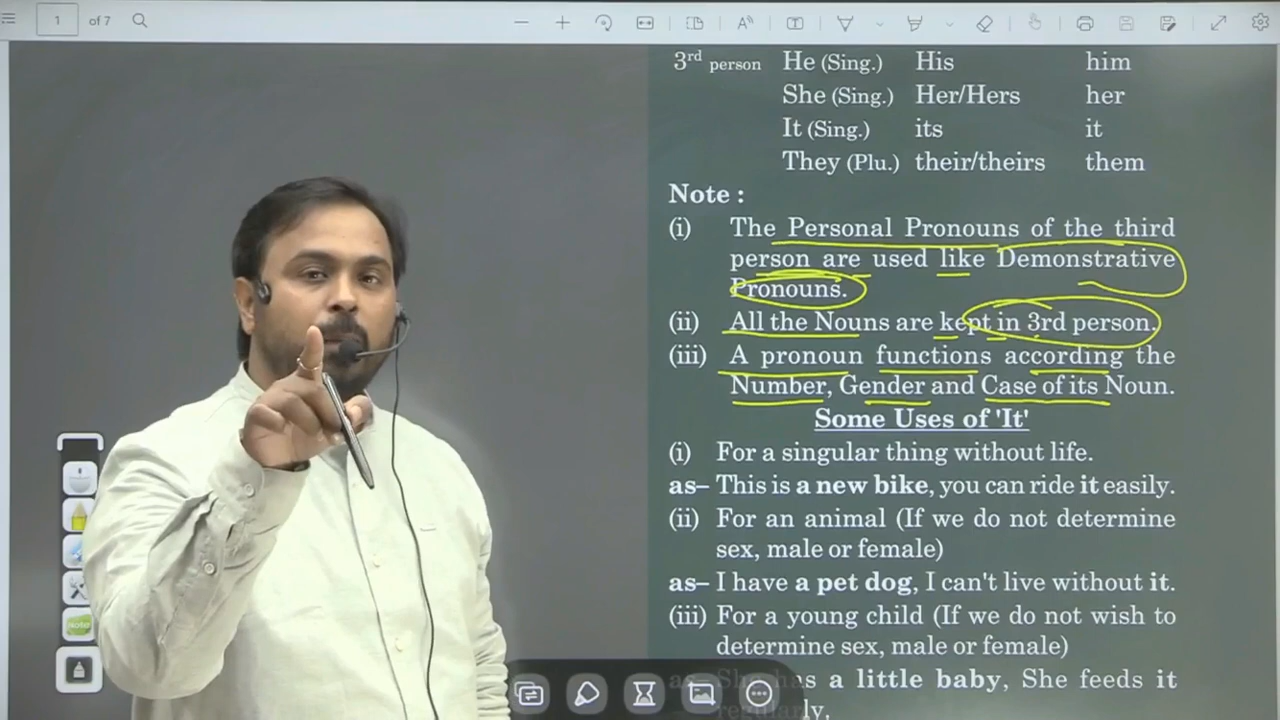 1 of 7
3rd person He (Sing.) His him
She (Sing.) Her/Hers her
It (Sing.) its it
They (Plu.) their/theirs them
Note :
(i) The Personal Pronouns of the third
person are used like Demonstrative
Pronouns.
(ii) All the Nouns are kept in 3rd person.
(iii) A pronoun functions according the
Number, Gender and Case of its Noun.
Some Uses of 'It'
(i) For a singular thing without life.
as– This is a new bike, you can ride it easily.
(ii) For an animal (If we do not determine
sex, male or female)
as– I have a pet dog, I can't live without it.
(iii) For a young child (If we do not wish to
determine sex, male or female)
as– She has a little baby, She feeds it